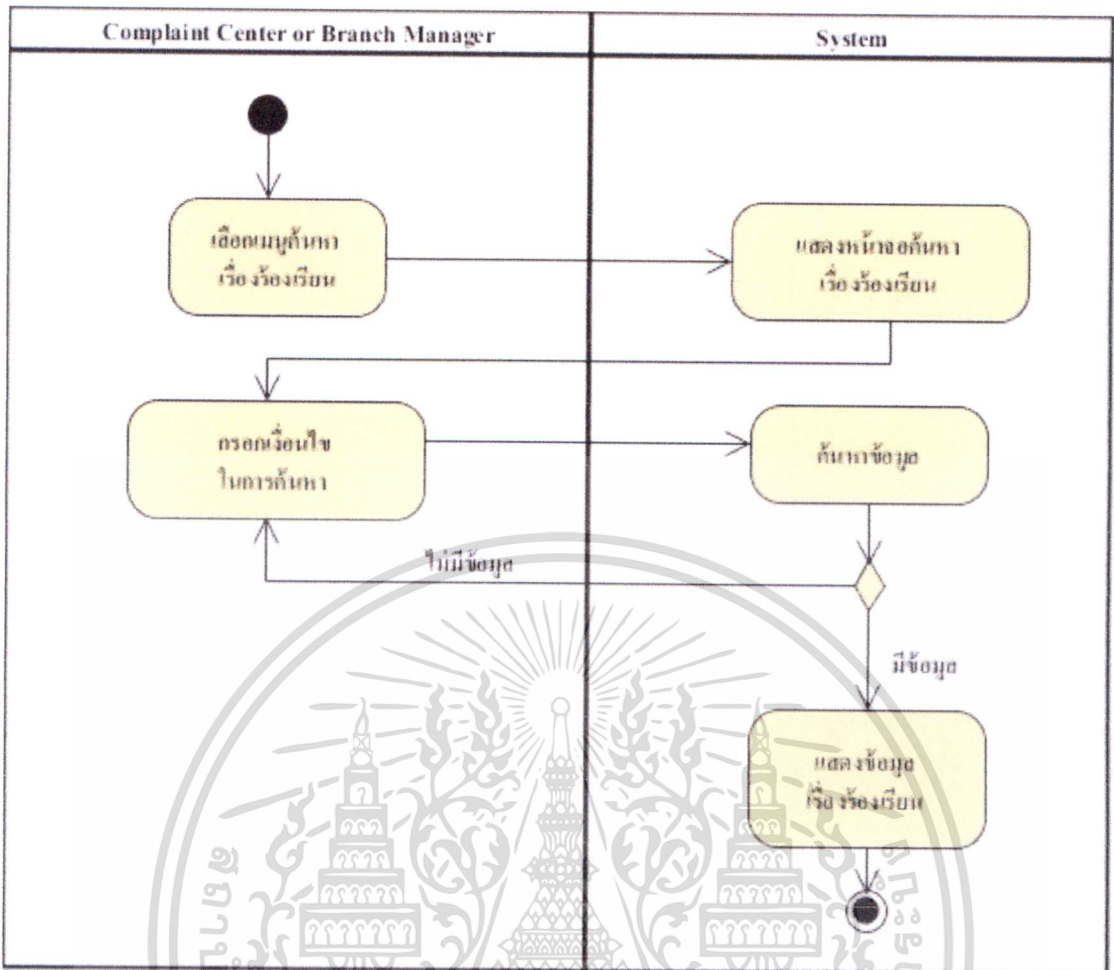 Complaint Center or Branch Manager
System
เลือกเมนูค้นหา
เรื่องร้องเรียน
แสดงหน้าจอค้นหา
เรื่องร้องเรียน
กรอกเงื่อนไข
ในการค้นหา
ค้นหาข้อมูล
ไม่มีข้อมูล
มีข้อมูล
แสดงข้อมูล
เรื่องร้องเรียน